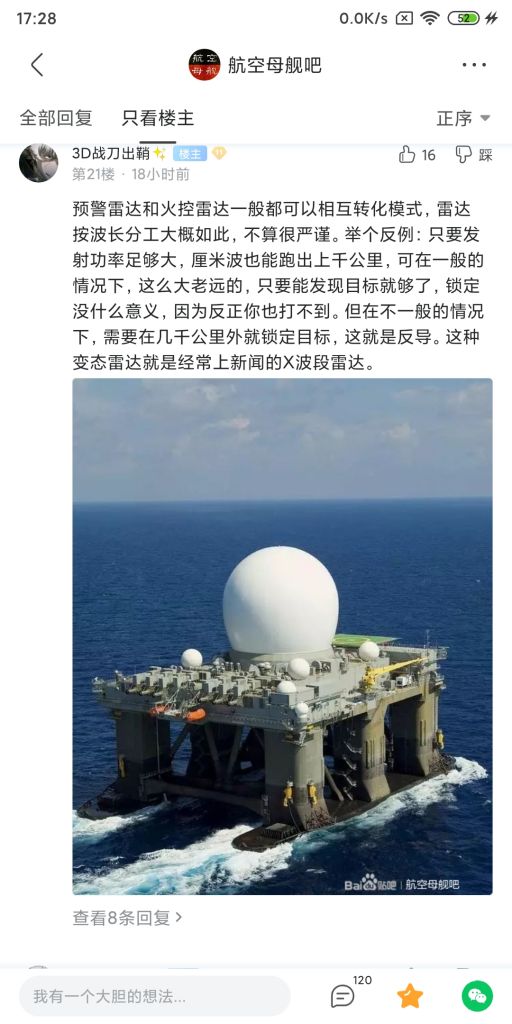 17:28
0.0K/s
52
航空母舰
航空母舰吧
全部回复
只看楼主
正序
3D战刀出鞘✨
楼主
11
16
踩
第21楼 · 18小时前
预警雷达和火控雷达一般都可以相互转化模式，雷达
按波长分工大概如此，不算很严谨。举个反例：只要发
射功率足够大，厘米波也能跑出上千公里，可在一般的
情况下，这么大老远的，只要能发现目标就够了，锁定
没什么意义，因为反正你也打不到。但在不一般的情况
下，需要在几千公里外就锁定目标，这就是反导。这种
变态雷达就是经常上新闻的X波段雷达。
Bai贴吧 | 航空母舰吧
查看8条回复
我有一个大胆的想法...
120